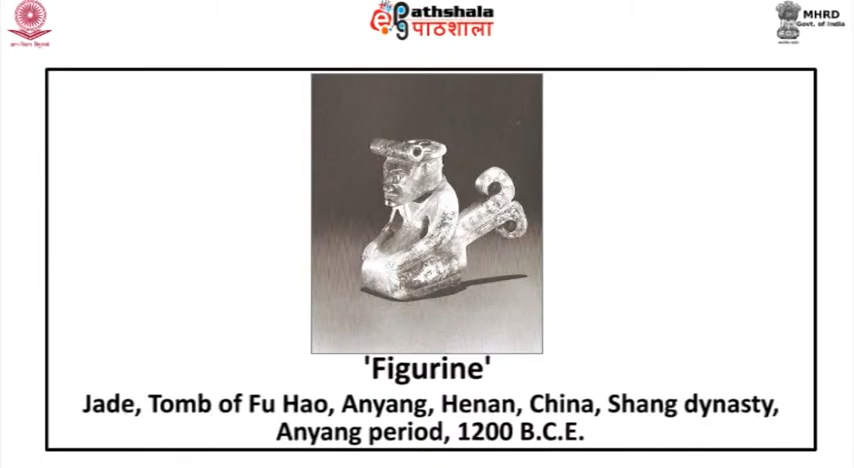 ePathshala
पाठशाला
MHRD
Govt. of India
'Figurine'
Jade, Tomb of Fu Hao, Anyang, Henan, China, Shang dynasty,
Anyang period, 1200 B.C.E.